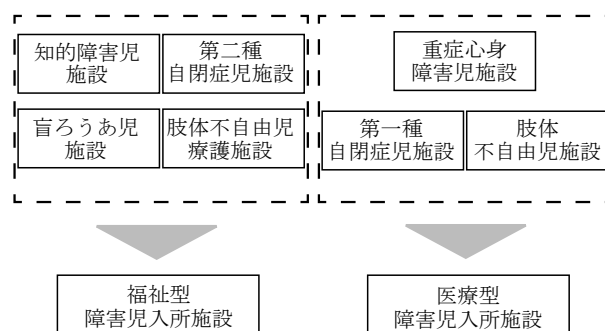 知的障害児
施設
第二種
自閉症児施設
盲ろうあ児
施設
肢体不自由児
療護施設
重症心身
障害児施設
第一種
自閉症児施設
肢体
不自由児施設
福祉型
障害児入所施設
医療型
障害児入所施設